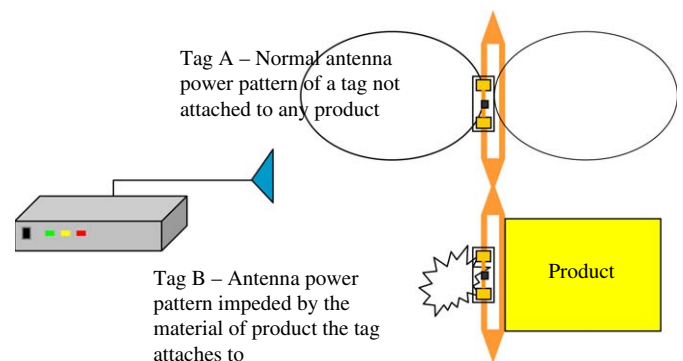 Tag A – Normal antenna
power pattern of a tag not
attached to any product
Tag B – Antenna power
pattern impeded by the
material of product the tag
attaches to
Product